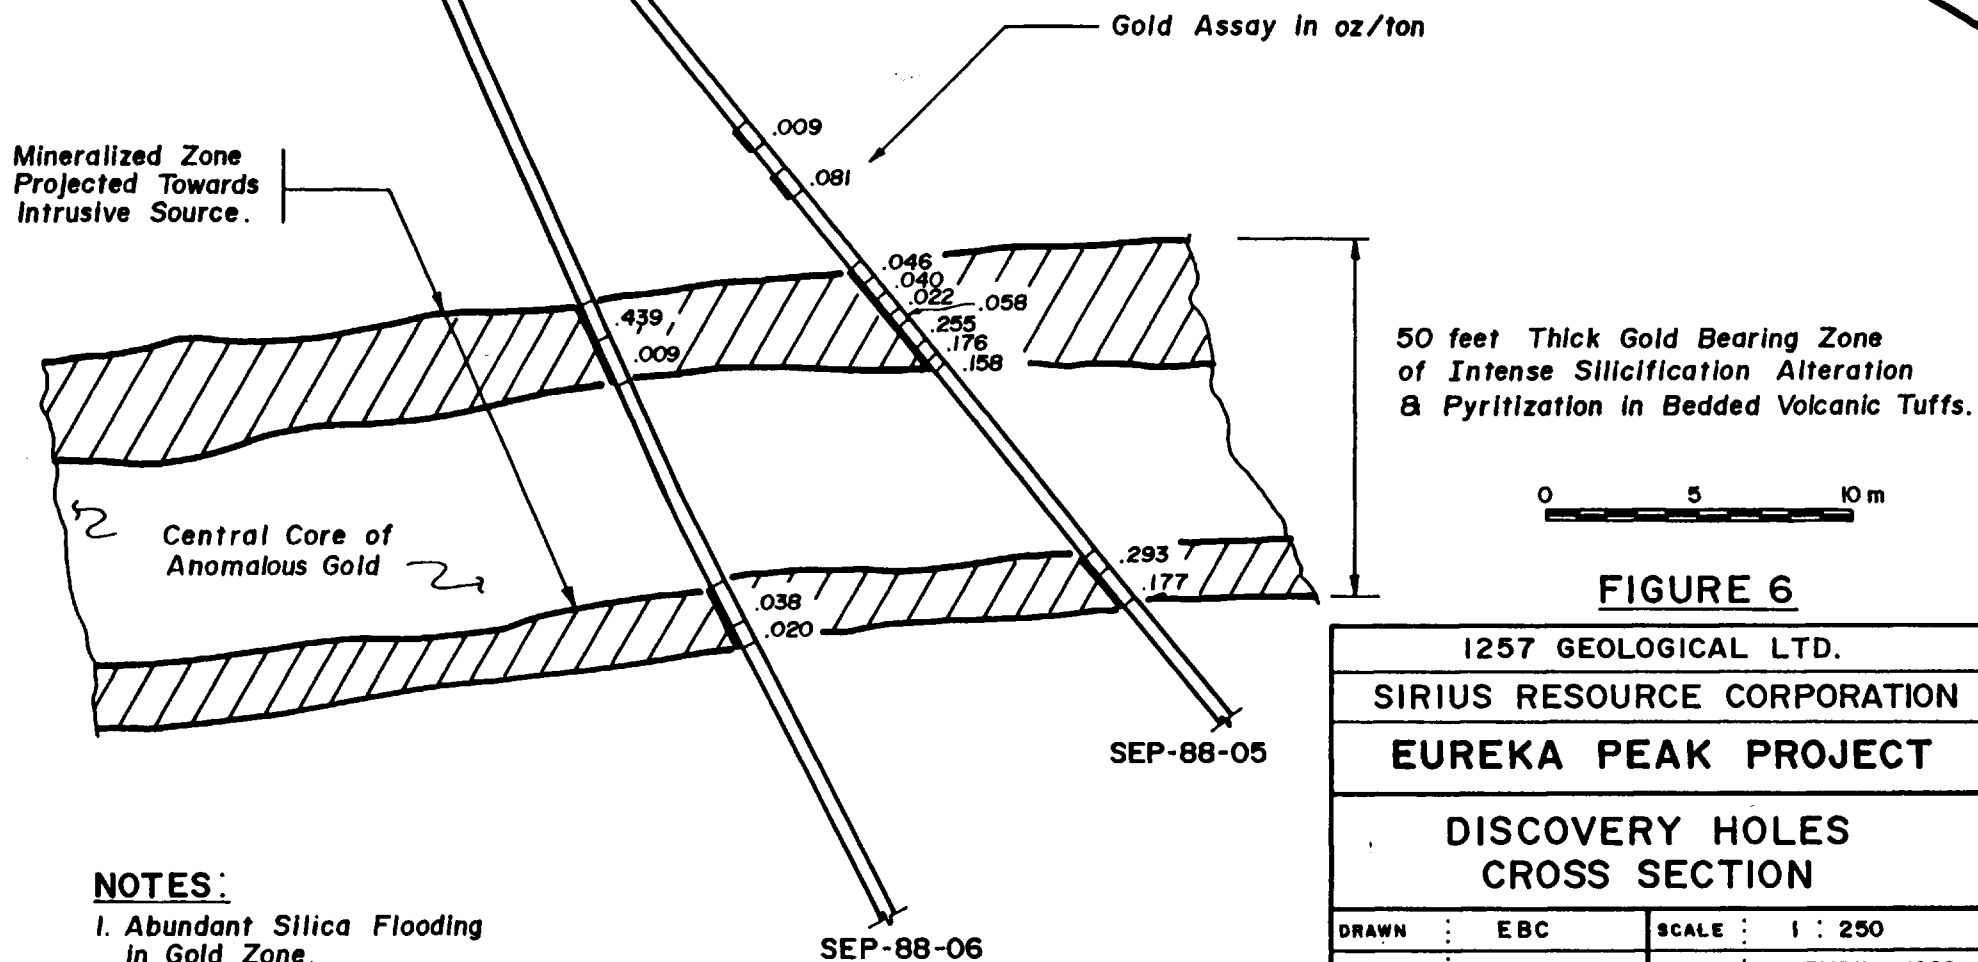 Gold Assay in oz/ton
.009
Mineralized Zone
Projected Towards
Intrusive Source.
.081
.046
.040
.022
.058
.439
.255
.176
.009
.158
50 feet Thick Gold Bearing Zone
of Intense Silicification Alteration
& Pyritization in Bedded Volcanic Tuffs.
0 5 10 m
Central Core of
Anomalous Gold
.293
.177
.038
.020
FIGURE 6
1257 GEOLOGICAL LTD.
SIRIUS RESOURCE CORPORATION
EUREKA PEAK PROJECT
SEP-88-05
DISCOVERY HOLES
CROSS SECTION
NOTES:
1. Abundant Silica Flooding
in Gold Zone.
SEP-88-06
DRAWN : EBC
SCALE : 1 : 250